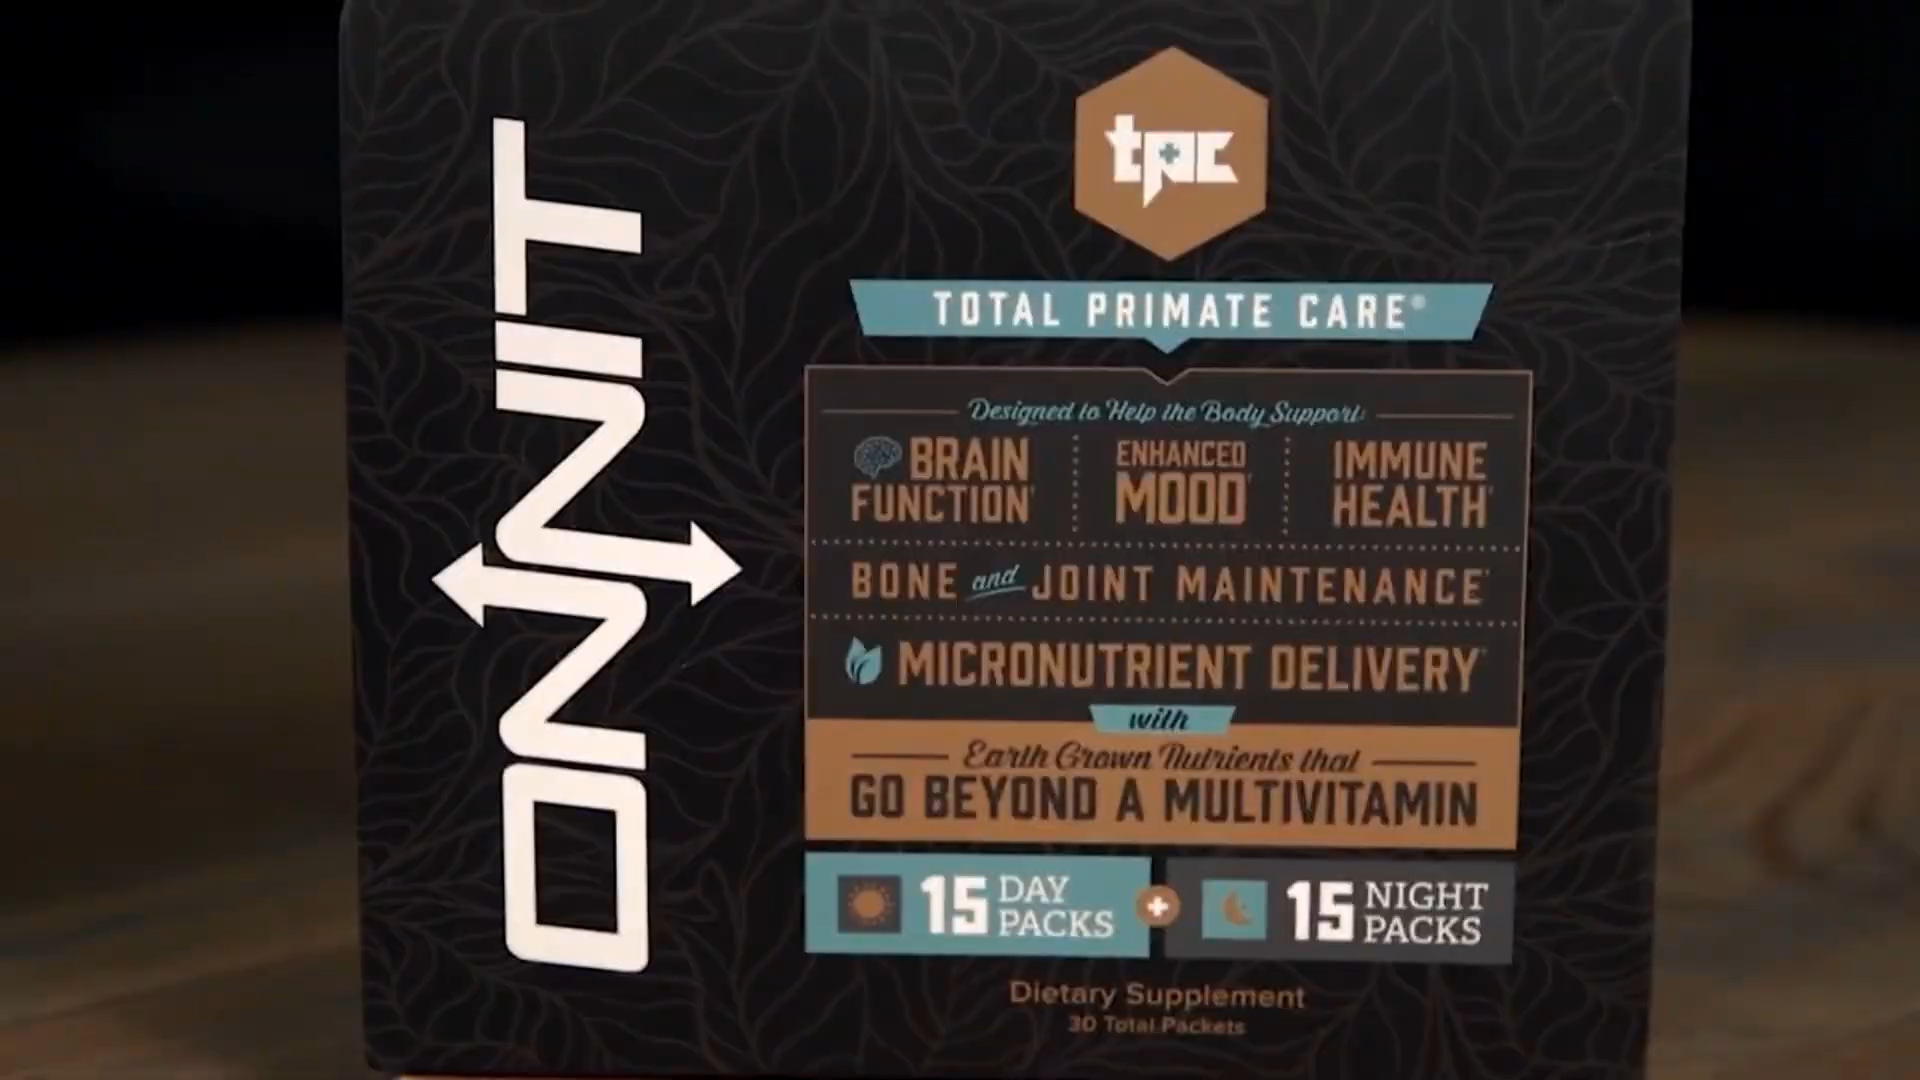 ONNIT
tpc
TOTAL PRIMATE CARE®
Designed to Help the Body Support:
BRAIN
FUNCTION*
ENHANCED
MOOD*
IMMUNE
HEALTH*
BONE and JOINT MAINTENANCE*
MICRONUTRIENT DELIVERY*
with
Earth Grown Nutrients that
GO BEYOND A MULTIVITAMIN
15 DAY
PACKS
+
15 NIGHT
PACKS
Dietary Supplement
30 Total Packets